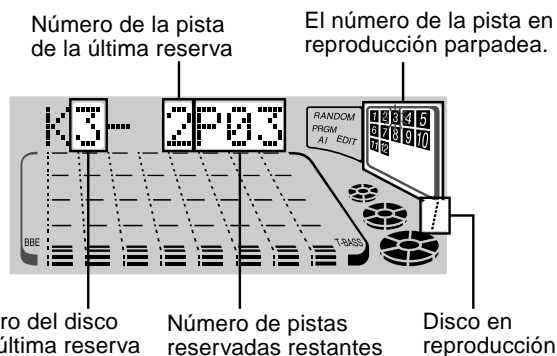 Número de la pista
de la última reserva
El número de la pista en
reproducción parpadea.
K3- 2P03
RANDOM
PRGM
AI EDIT
1 2 3 4 5
6 7 8 9 10
11 12
BBE
T-BASS
ro del disco
última reserva
Número de pistas
reservadas restantes
Disco en
reproducción